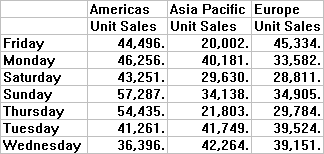 Americas Asia Pacific Europe
Unit Sales Unit Sales Unit Sales
Friday 44,496. 20,002. 45,334.
Monday 46,256. 40,181. 33,582.
Saturday 43,251. 29,630. 28,811.
Sunday 57,287. 34,138. 34,905.
Thursday 54,435. 21,803. 29,784.
Tuesday 41,261. 41,749. 39,524.
Wednesday 36,396. 42,264. 39,151.